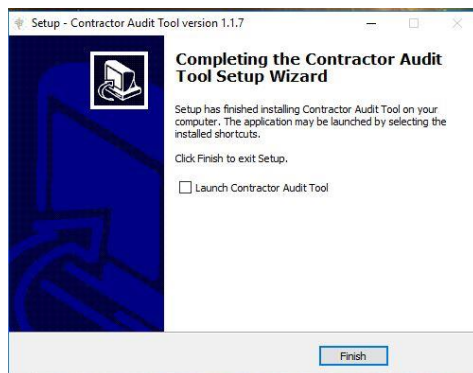 Setup - Contractor Audit Tool version 1.1.7
Completing the Contractor Audit
Tool Setup Wizard
Setup has finished installing Contractor Audit Tool on your
computer. The application may be launched by selecting the
installed shortcuts.
Click Finish to exit Setup.
Launch Contractor Audit Tool
Finish